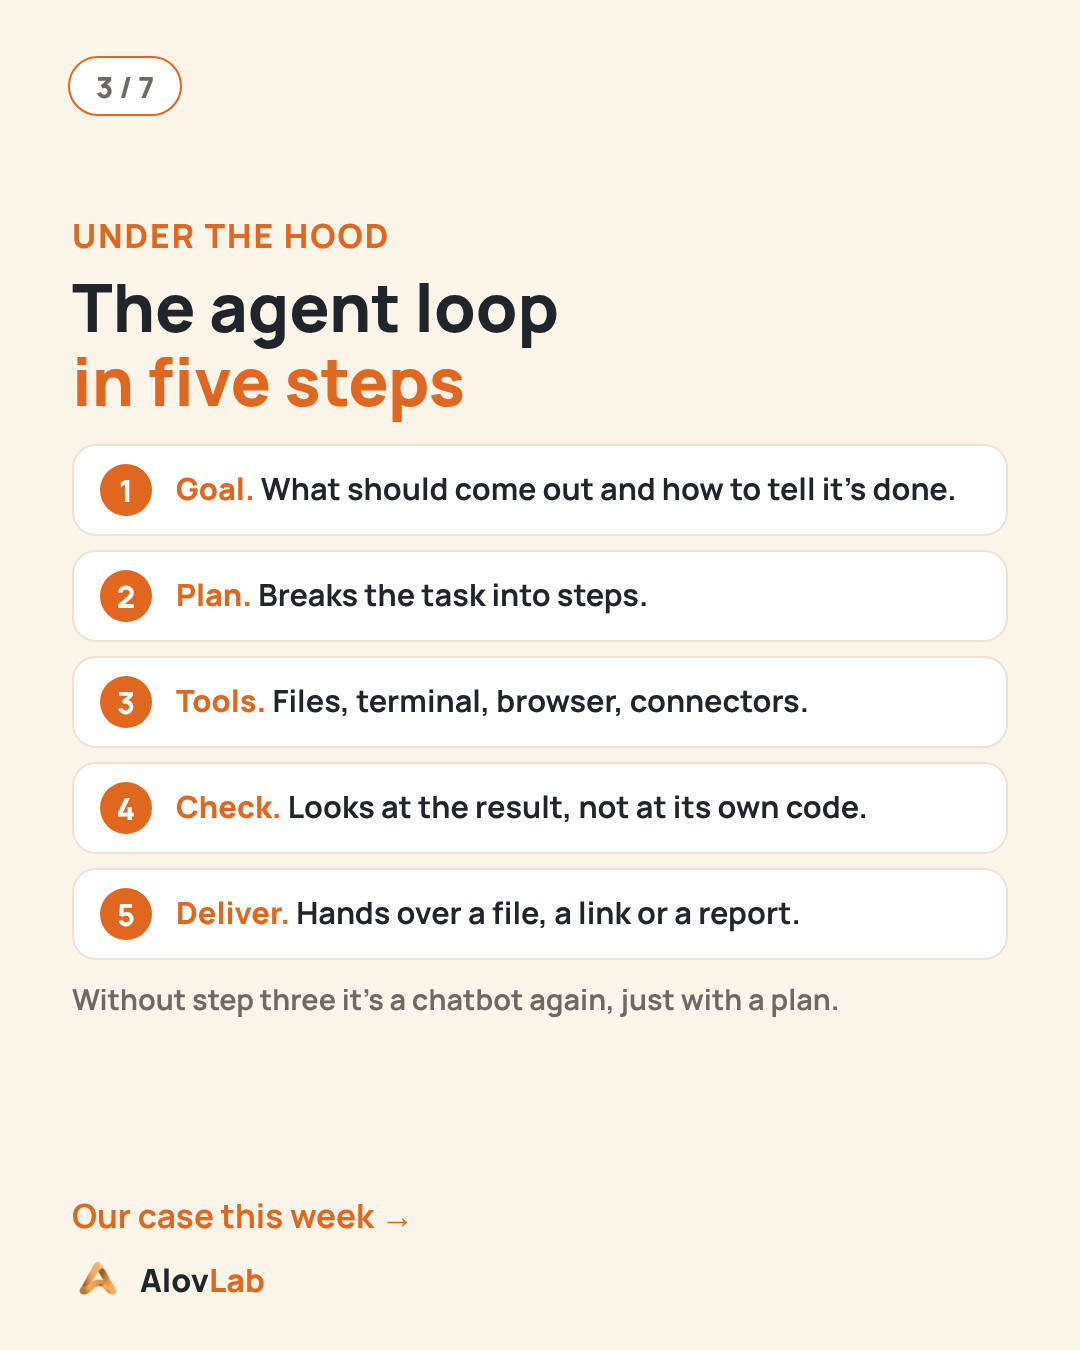 3 / 7
UNDER THE HOOD
The agent loop
in five steps
1 Goal. What should come out and how to tell it’s done.
2 Plan. Breaks the task into steps.
3 Tools. Files, terminal, browser, connectors.
4 Check. Looks at the result, not at its own code.
5 Deliver. Hands over a file, a link or a report.
Without step three it’s a chatbot again, just with a plan.
Our case this week →
AlovLab